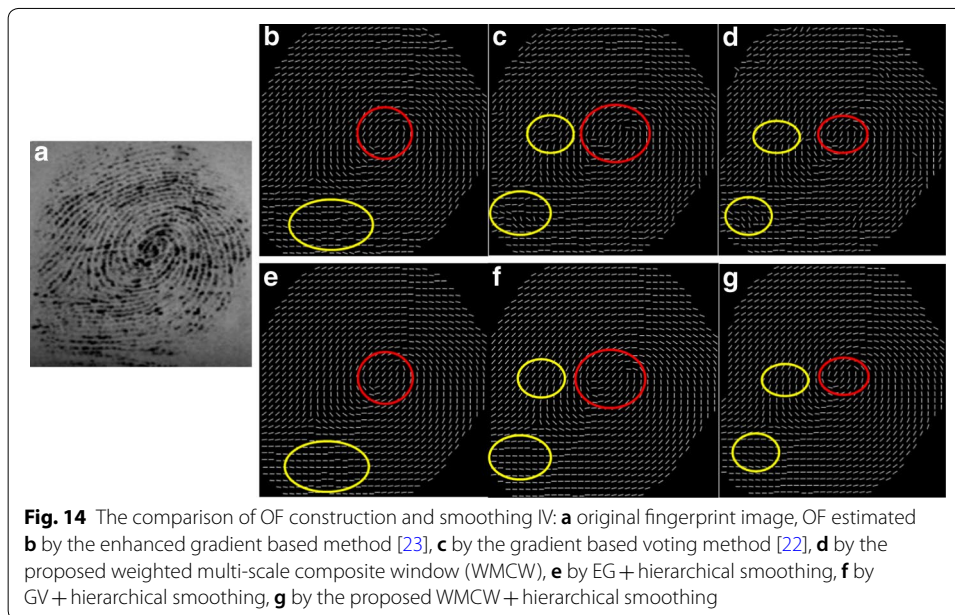 a
b
c
d
e
f
g
Fig. 14 The comparison of OF construction and smoothing IV: a original fingerprint image, OF estimated
b by the enhanced gradient based method [23], c by the gradient based voting method [22], d by the
proposed weighted multi-scale composite window (WMCW), e by EG + hierarchical smoothing, f by
GV + hierarchical smoothing, g by the proposed WMCW + hierarchical smoothing